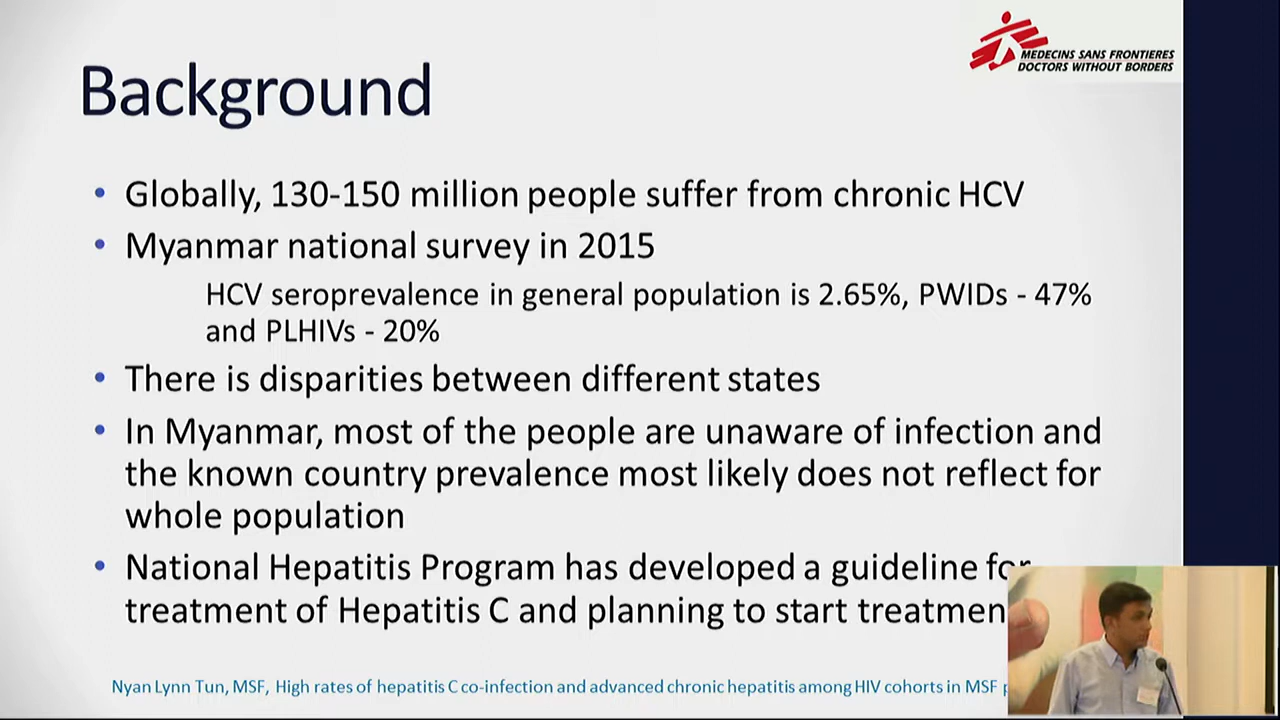 MEDECINS SANS FRONTIERES
DOCTORS WITHOUT BORDERS
Background
• Globally, 130-150 million people suffer from chronic HCV
• Myanmar national survey in 2015
HCV seroprevalence in general population is 2.65%, PWIDs - 47%
and PLHIVs - 20%
• There is disparities between different states
• In Myanmar, most of the people are unaware of infection and
the known country prevalence most likely does not reflect for
whole population
• National Hepatitis Program has developed a guideline for
treatment of Hepatitis C and planning to start treatmen
Nyan Lynn Tun, MSF, High rates of hepatitis C co-infection and advanced chronic hepatitis among HIV cohorts in MSF